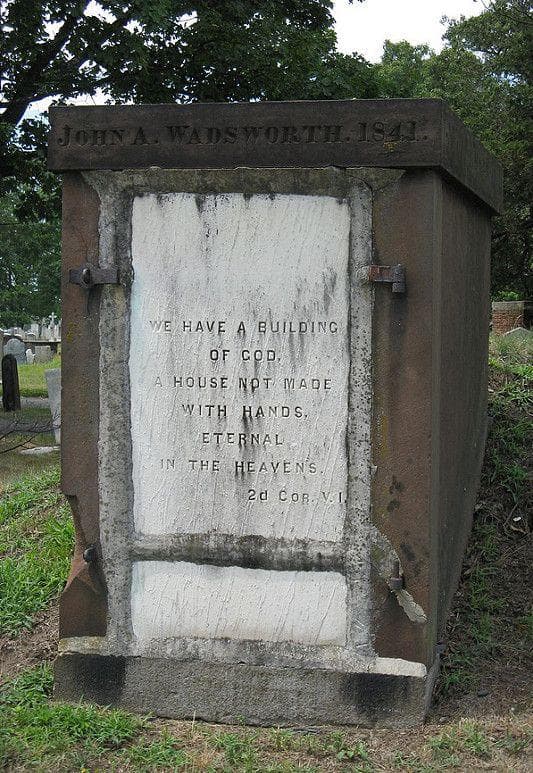 JOHN A. WADSWORTH. 1841.
WE HAVE A BUILDING
OF GOD,
A HOUSE NOT MADE
WITH HANDS,
ETERNAL
IN THE HEAVENS.
2d COR. V. I.